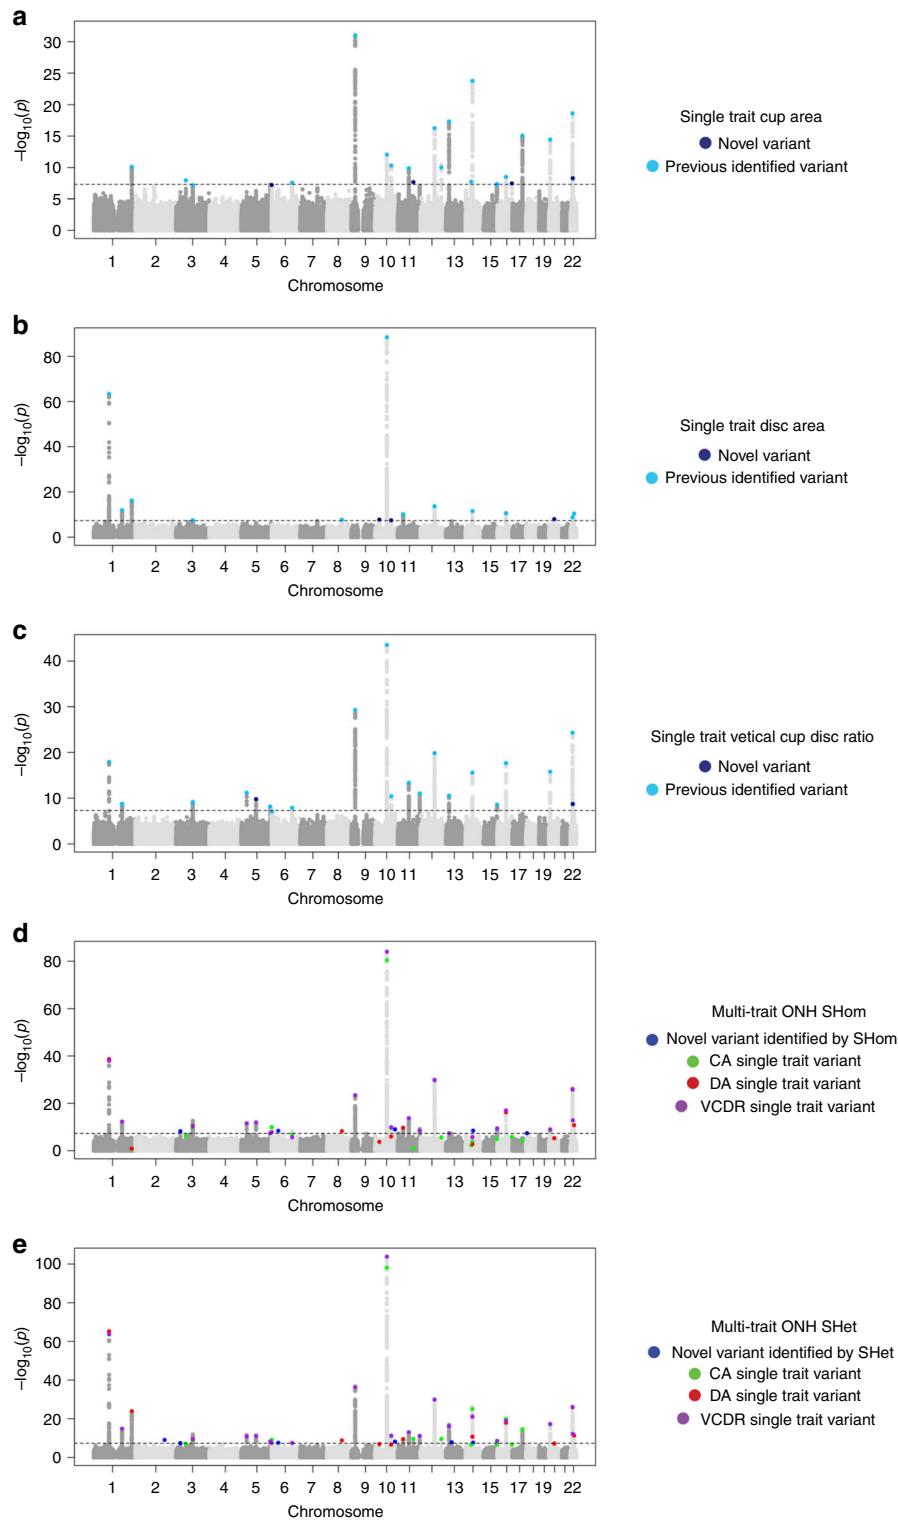 a
30
25
20
15
10
5
0
−log10(p)
1 2 3 4 5 6 7 8 9 10 11 13 15 17 19 22
Chromosome
Single trait cup area
Novel variant
Previous identified variant
b
80
60
40
20
0
−log10(p)
1 2 3 4 5 6 7 8 9 10 11 13 15 17 19 22
Chromosome
Single trait disc area
Novel variant
Previous identified variant
c
40
30
20
10
0
−log10(p)
1 2 3 4 5 6 7 8 9 10 11 13 15 17 19 22
Chromosome
Single trait vetical cup disc ratio
Novel variant
Previous identified variant
d
80
60
40
20
0
−log10(p)
1 2 3 4 5 6 7 8 9 10 11 13 15 17 19 22
Chromosome
Multi-trait ONH SHom
Novel variant identified by SHom
CA single trait variant
DA single trait variant
VCDR single trait variant
e
100
80
60
40
20
0
−log10(p)
1 2 3 4 5 6 7 8 9 10 11 13 15 17 19 22
Chromosome
Multi-trait ONH SHet
Novel variant identified by SHet
CA single trait variant
DA single trait variant
VCDR single trait variant